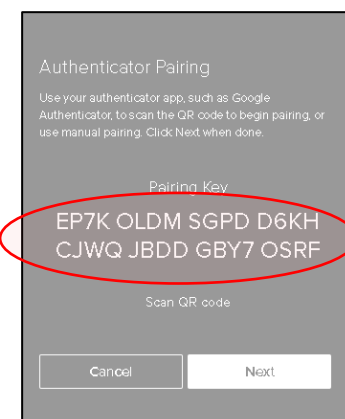 Authenticator Pairing
Use your authenticator app, such as Google
Authenticator, to scan the QR code to begin pairing, or
use manual pairing. Click Next when done.
Pairing Key
EP7K OLDM SGPD D6KH
CJWQ JBDD GBY7 OSRF
Scan QR code
Cancel
Next